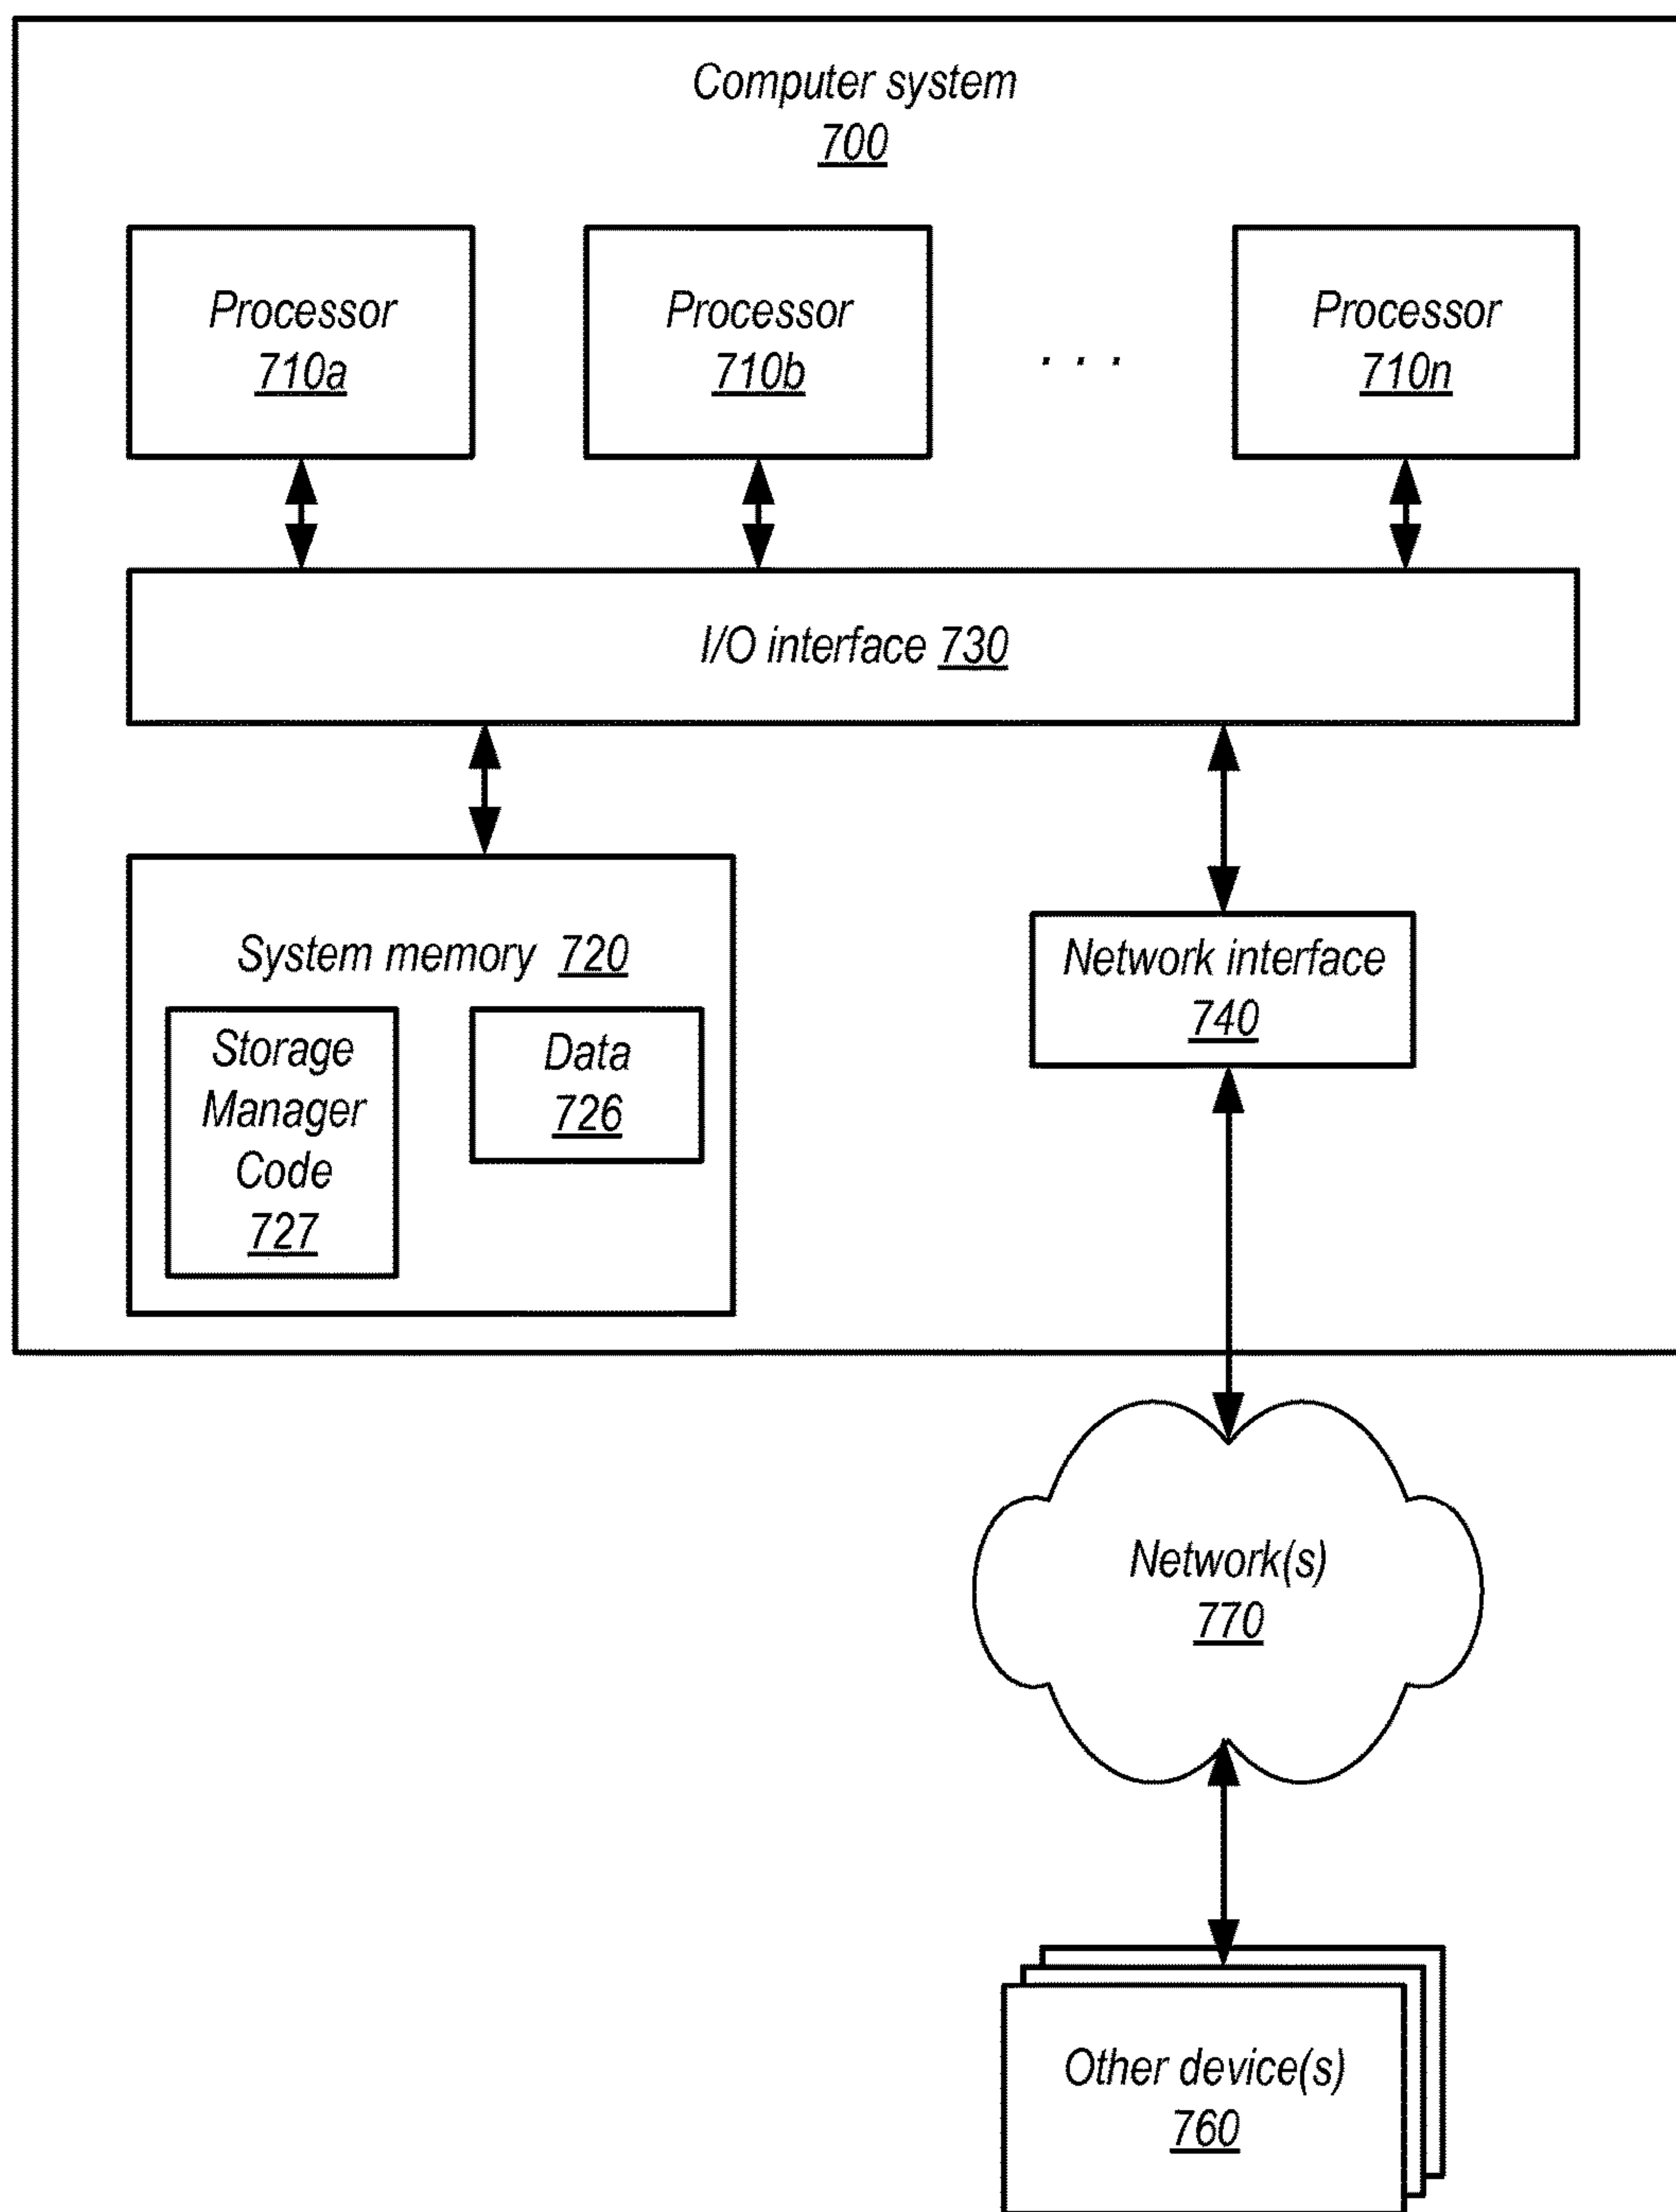 Computer system
700
Processor
710a
Processor
710b
. . .
Processor
710n
I/O interface 730
System memory 720
Storage
Manager
Code
727
Data
726
Network interface
740
Network(s)
770
Other device(s)
760